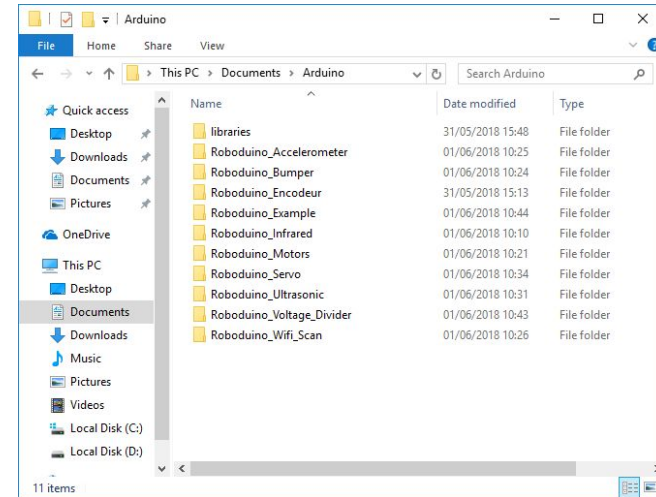 Arduino
File Home Share View
This PC > Documents > Arduino Search Arduino
Name Date modified Type
Quick access
Desktop
Downloads
Documents
Pictures
OneDrive
This PC
Desktop
Documents
Downloads
Music
Pictures
Videos
Local Disk (C:)
Local Disk (D:)
libraries 31/05/2018 15:48 File folder
Roboduino_Accelerometer 01/06/2018 10:25 File folder
Roboduino_Bumper 01/06/2018 10:24 File folder
Roboduino_Encodeur 31/05/2018 15:13 File folder
Roboduino_Example 01/06/2018 10:44 File folder
Roboduino_Infrared 01/06/2018 10:10 File folder
Roboduino_Motors 01/06/2018 10:21 File folder
Roboduino_Servo 01/06/2018 10:34 File folder
Roboduino_Ultrasonic 01/06/2018 10:31 File folder
Roboduino_Voltage_Divider 01/06/2018 10:43 File folder
Roboduino_Wifi_Scan 01/06/2018 10:26 File folder
11 items